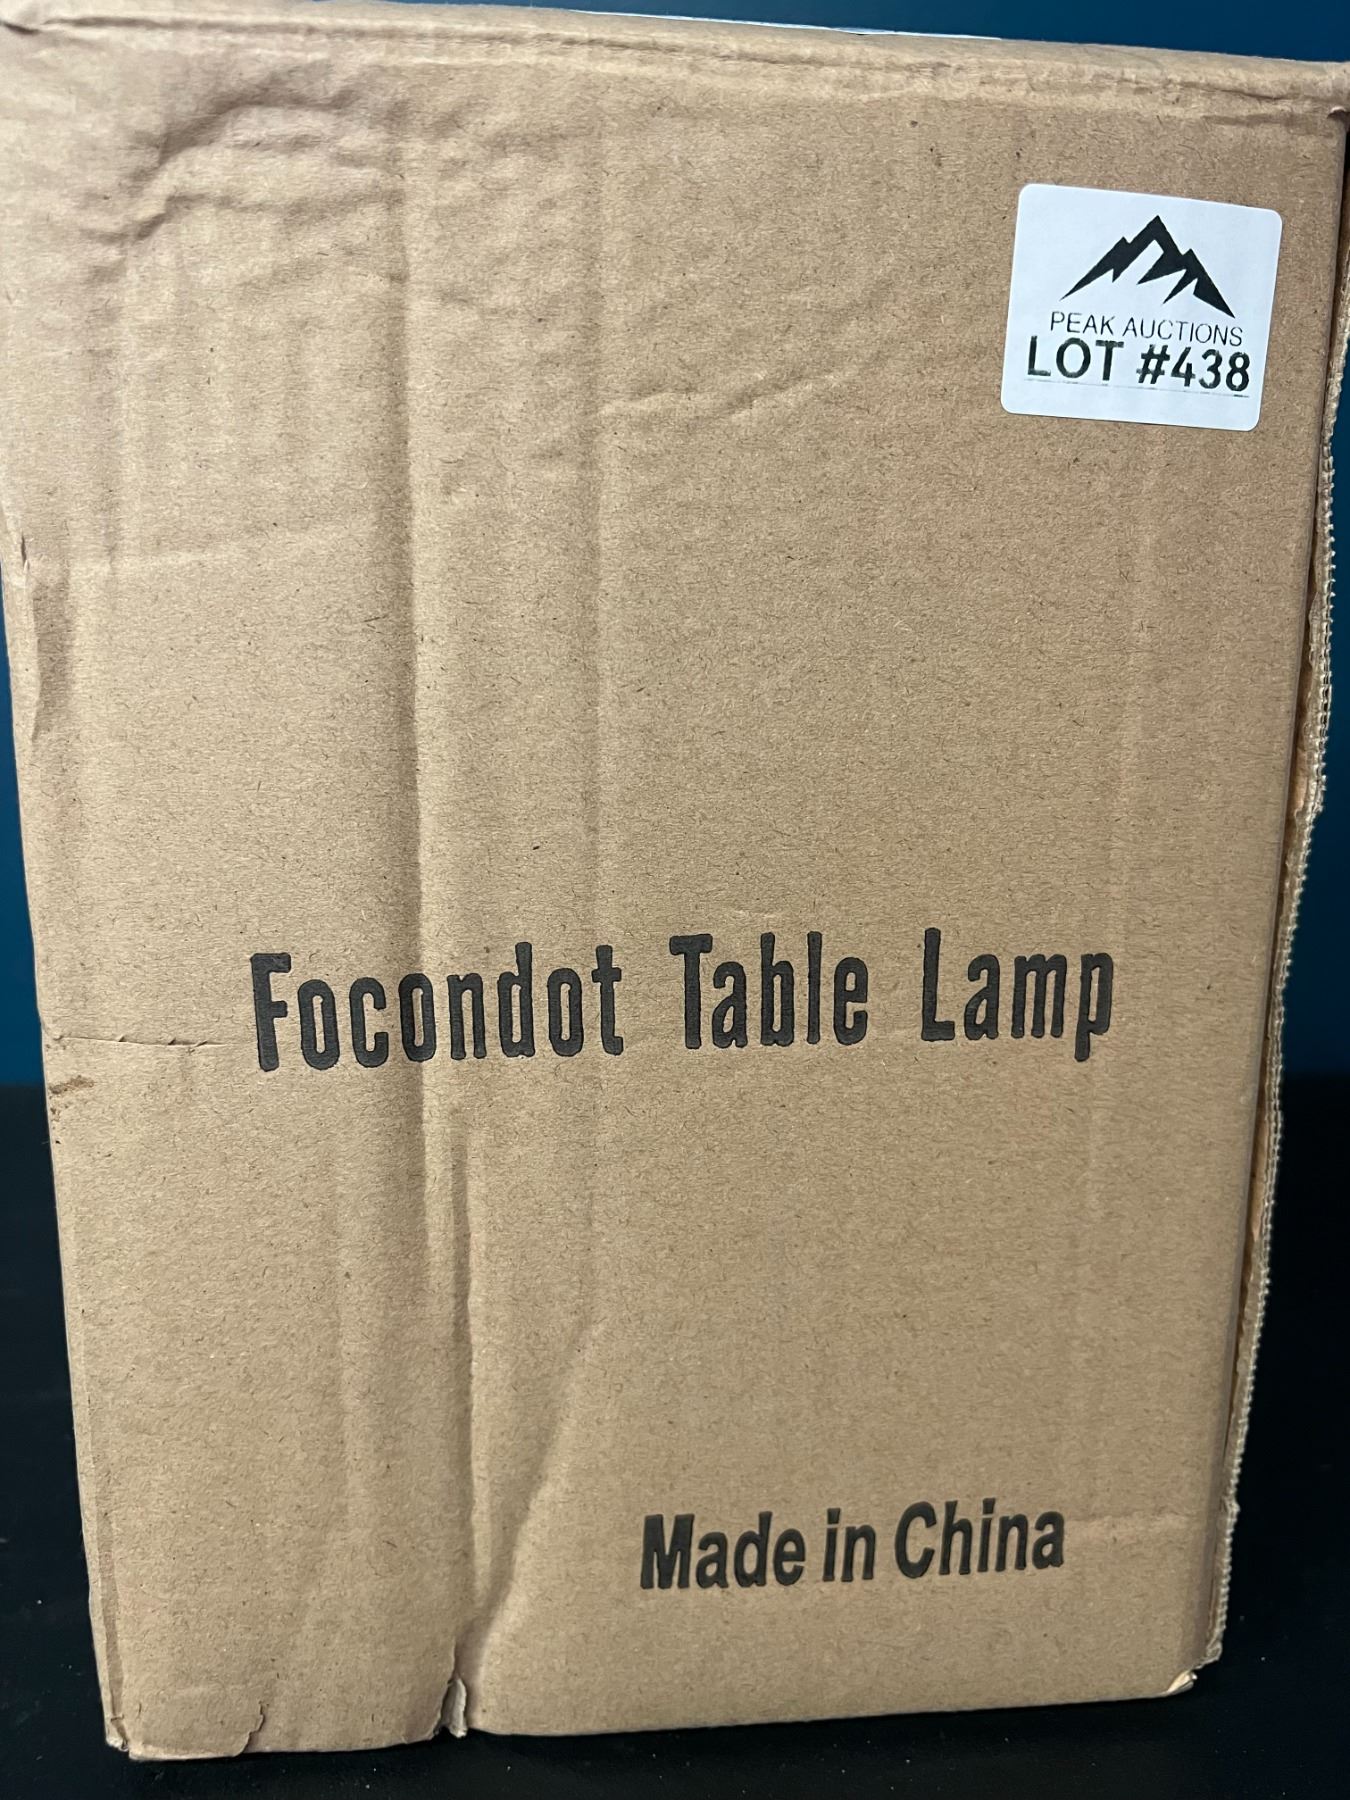 PEAK AUCTIONS
LOT #438
Focondot Table Lamp
Made in China